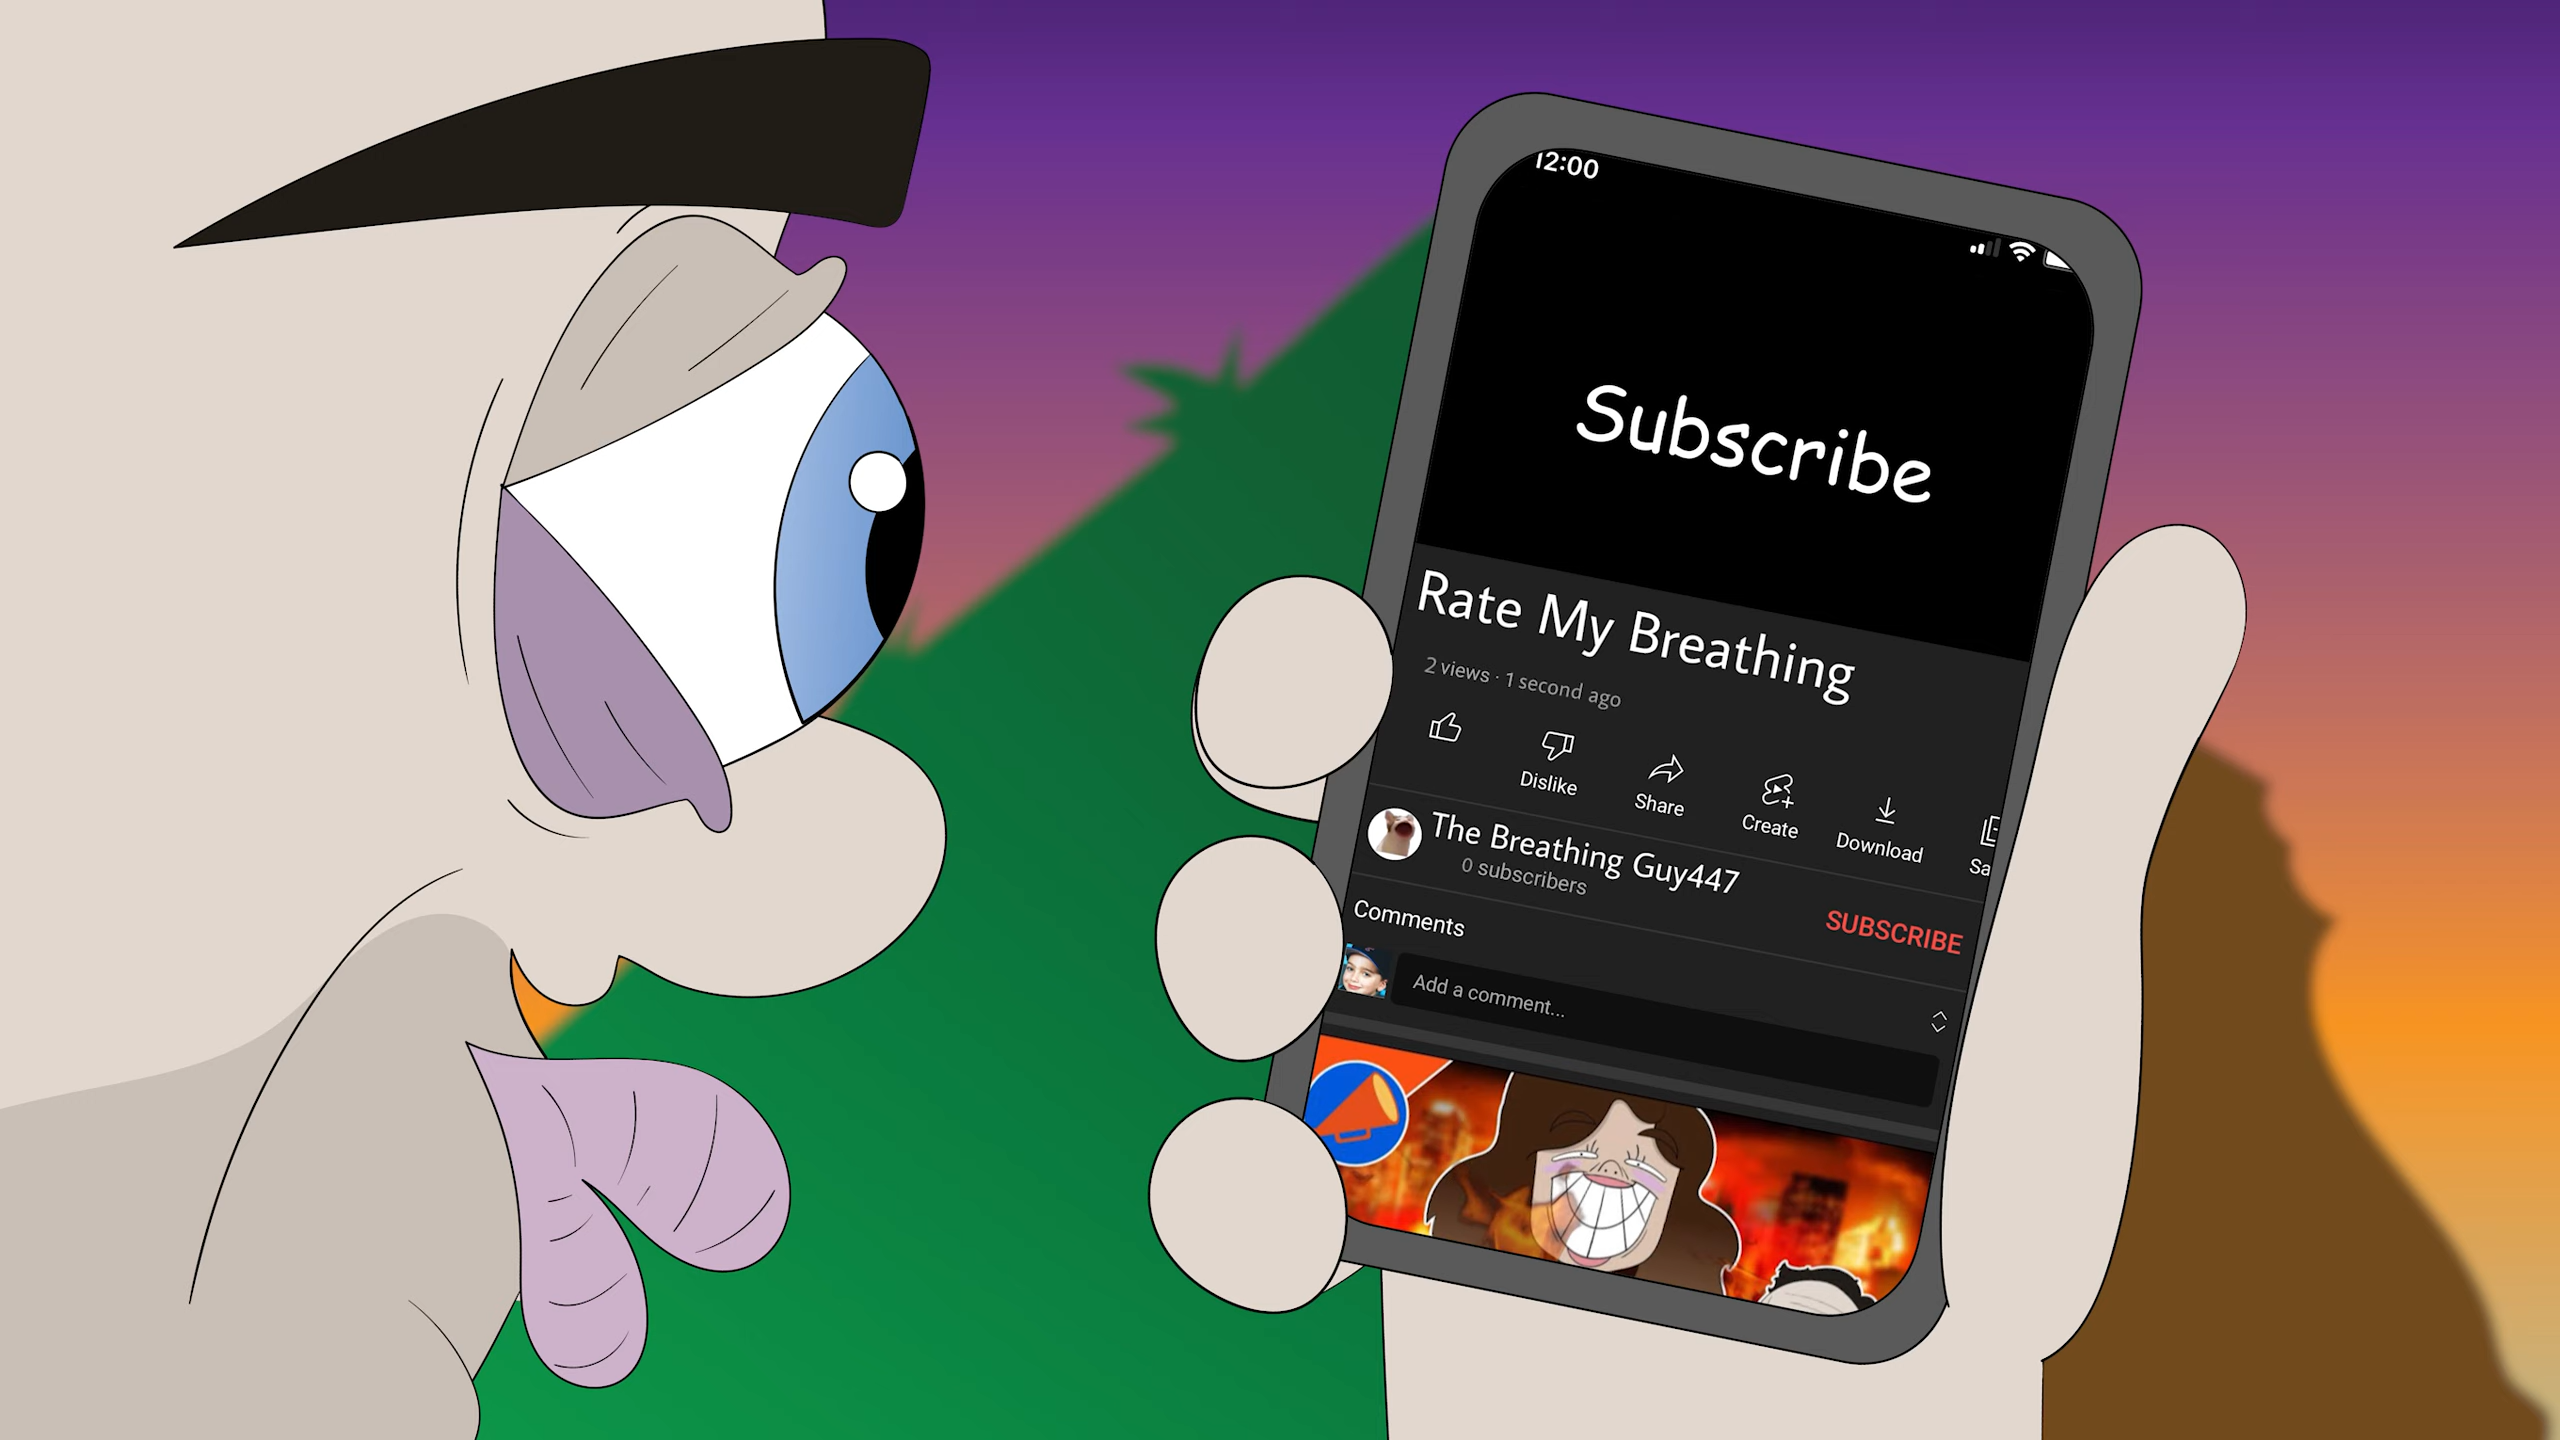 12:00
Subscribe
Rate My Breathing
2 views · 1 second ago
Dislike
Share
Create
Download
Sa
The Breathing Guy447
0 subscribers
SUBSCRIBE
Comments
Add a comment...